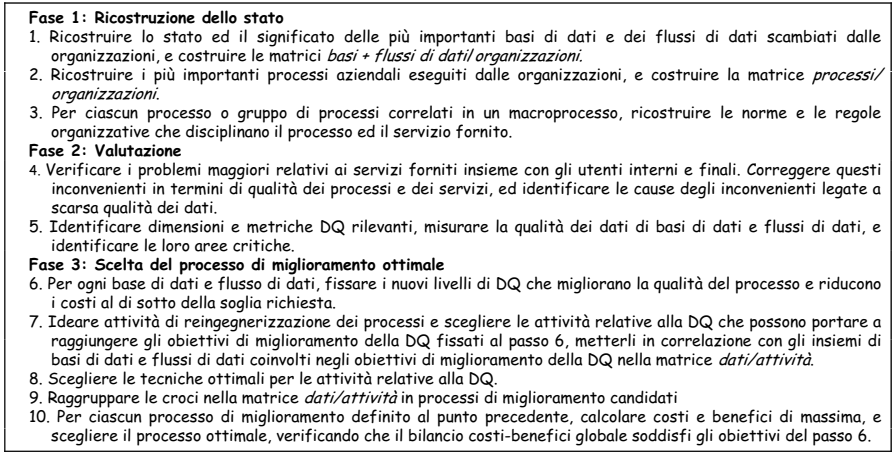 Fase 1: Ricostruzione dello stato
1. Ricostruire lo stato ed il significato delle più importanti basi di dati e dei flussi di dati scambiati dalle
organizzazioni, e costruire le matrici basi + flussi di dati/organizzazioni.
2. Ricostruire i più importanti processi aziendali eseguiti dalle organizzazioni, e costruire la matrice processi/
organizzazioni.
3. Per ciascun processo o gruppo di processi correlati in un macroprocesso, ricostruire le norme e le regole
organizzative che disciplinano il processo ed il servizio fornito.
Fase 2: Valutazione
4. Verificare i problemi maggiori relativi ai servizi forniti insieme con gli utenti interni e finali. Correggere questi
inconvenienti in termini di qualità dei processi e dei servizi, ed identificare le cause degli inconvenienti legate a
scarsa qualità dei dati.
5. Identificare dimensioni e metriche DQ rilevanti, misurare la qualità dei dati di basi di dati e flussi di dati, e
identificare le loro aree critiche.
Fase 3: Scelta del processo di miglioramento ottimale
6. Per ogni base di dati e flusso di dati, fissare i nuovi livelli di DQ che migliorano la qualità del processo e riducono
i costi al di sotto della soglia richiesta.
7. Ideare attività di reingegnerizzazione dei processi e scegliere le attività relative alla DQ che possono portare a
raggiungere gli obiettivi di miglioramento della DQ fissati al passo 6, metterli in correlazione con gli insiemi di
basi di dati e flussi di dati coinvolti negli obiettivi di miglioramento della DQ nella matrice dati/attività.
8. Scegliere le tecniche ottimali per le attività relative alla DQ.
9. Raggruppare le croci nella matrice dati/attività in processi di miglioramento candidati
10. Per ciascun processo di miglioramento definito al punto precedente, calcolare costi e benefici di massima, e
scegliere il processo ottimale, verificando che il bilancio costi-benefici globale soddisfi gli obiettivi del passo 6.